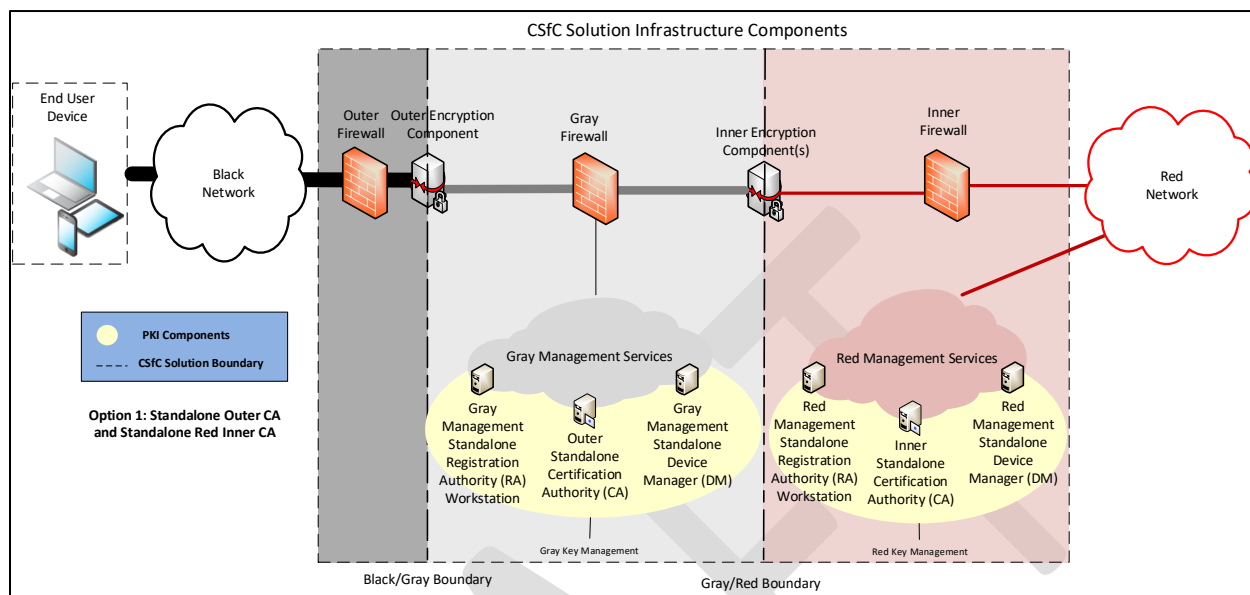 CSfC Solution Infrastructure Components
End User
Device
Black
Network
Outer
Firewall
Outer Encryption
Component
Gray
Firewall
Inner Encryption
Component(s)
Inner
Firewall
Red
Network
PKI Components
CSfC Solution Boundary
Option 1: Standalone Outer CA
and Standalone Red Inner CA
Gray Management Services
Gray
Management
Standalone
Registration
Authority (RA)
Workstation
Outer
Standalone
Certification
Authority (CA)
Gray
Management
Standalone
Device
Manager (DM)
Gray Key Management
Red Management Services
Red
Management
Standalone
Registration
Authority (RA)
Workstation
Inner
Standalone
Certification
Authority (CA)
Red
Management
Standalone
Device
Manager (DM)
Red Key Management
Black/Gray Boundary
Gray/Red Boundary